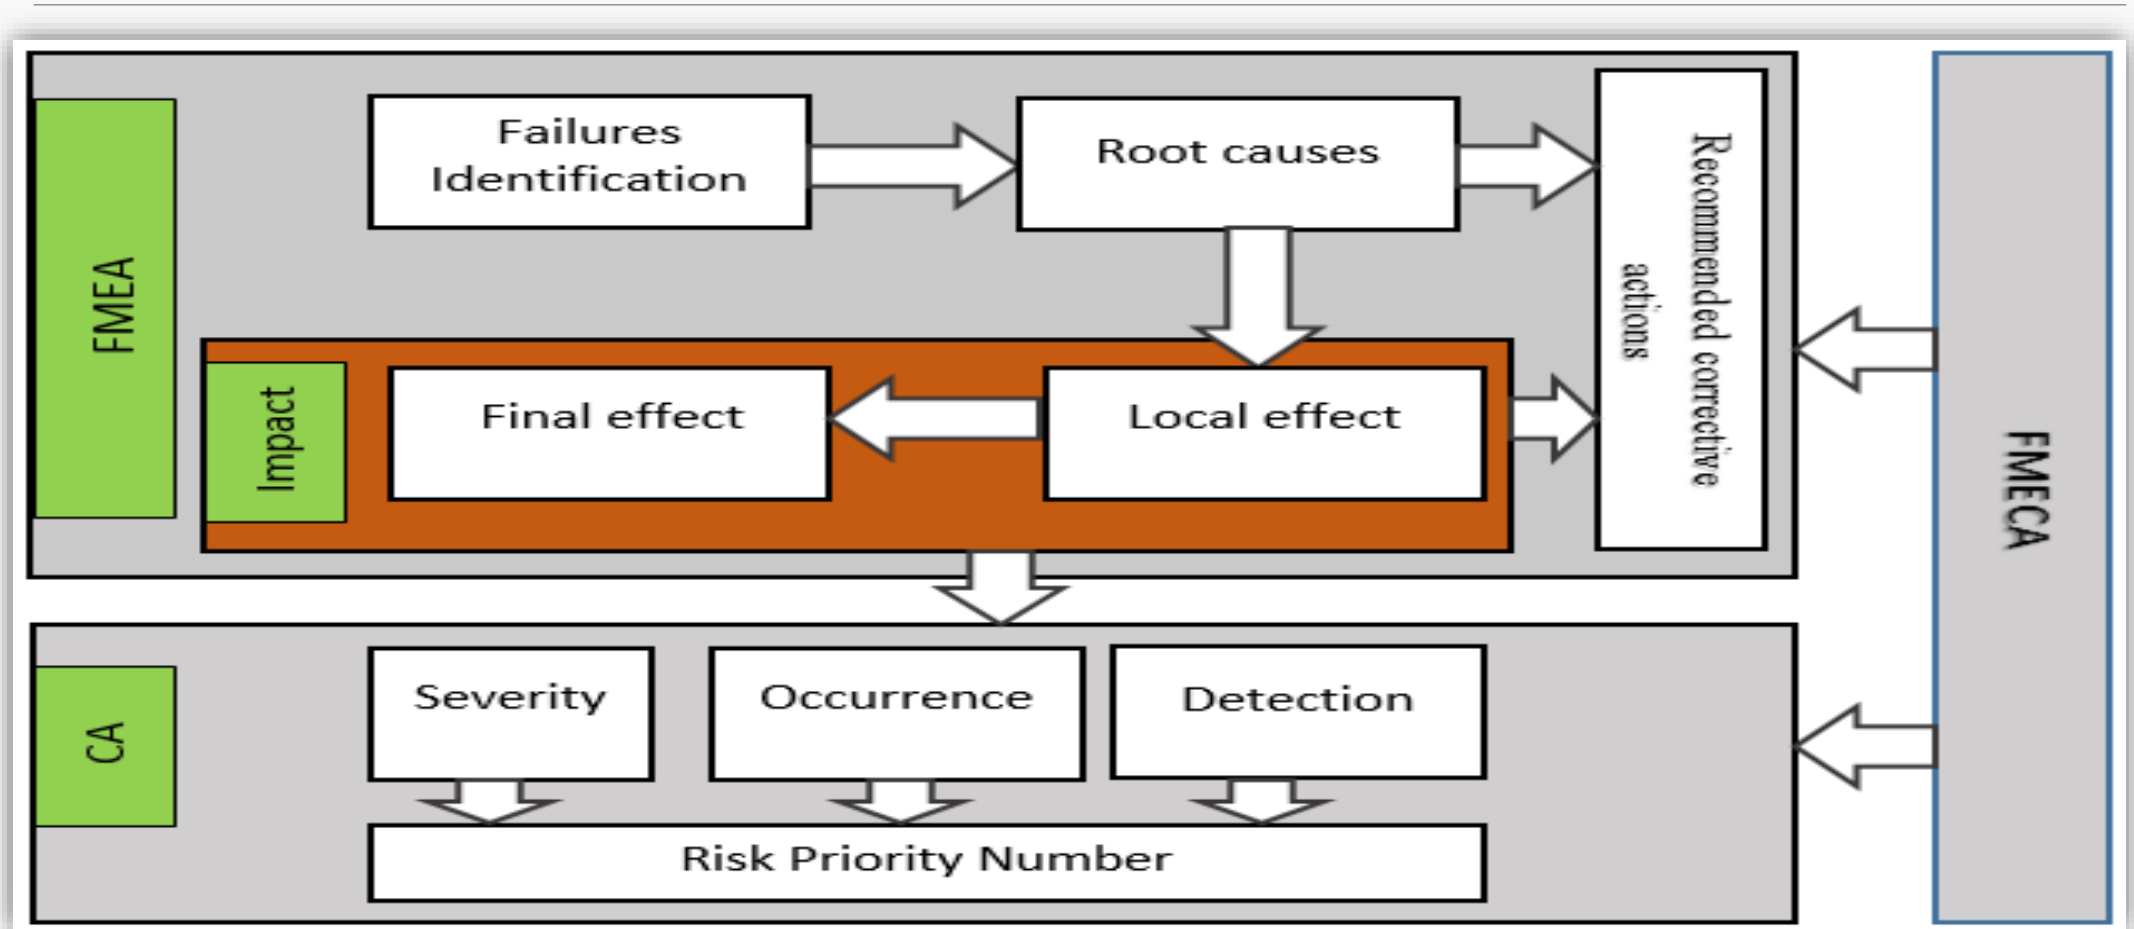 FMEA
Failures
Identification
Root causes
Recommended corrective
actions
Impact
Final effect
Local effect
FMECA
CA
Severity
Occurrence
Detection
Risk Priority Number